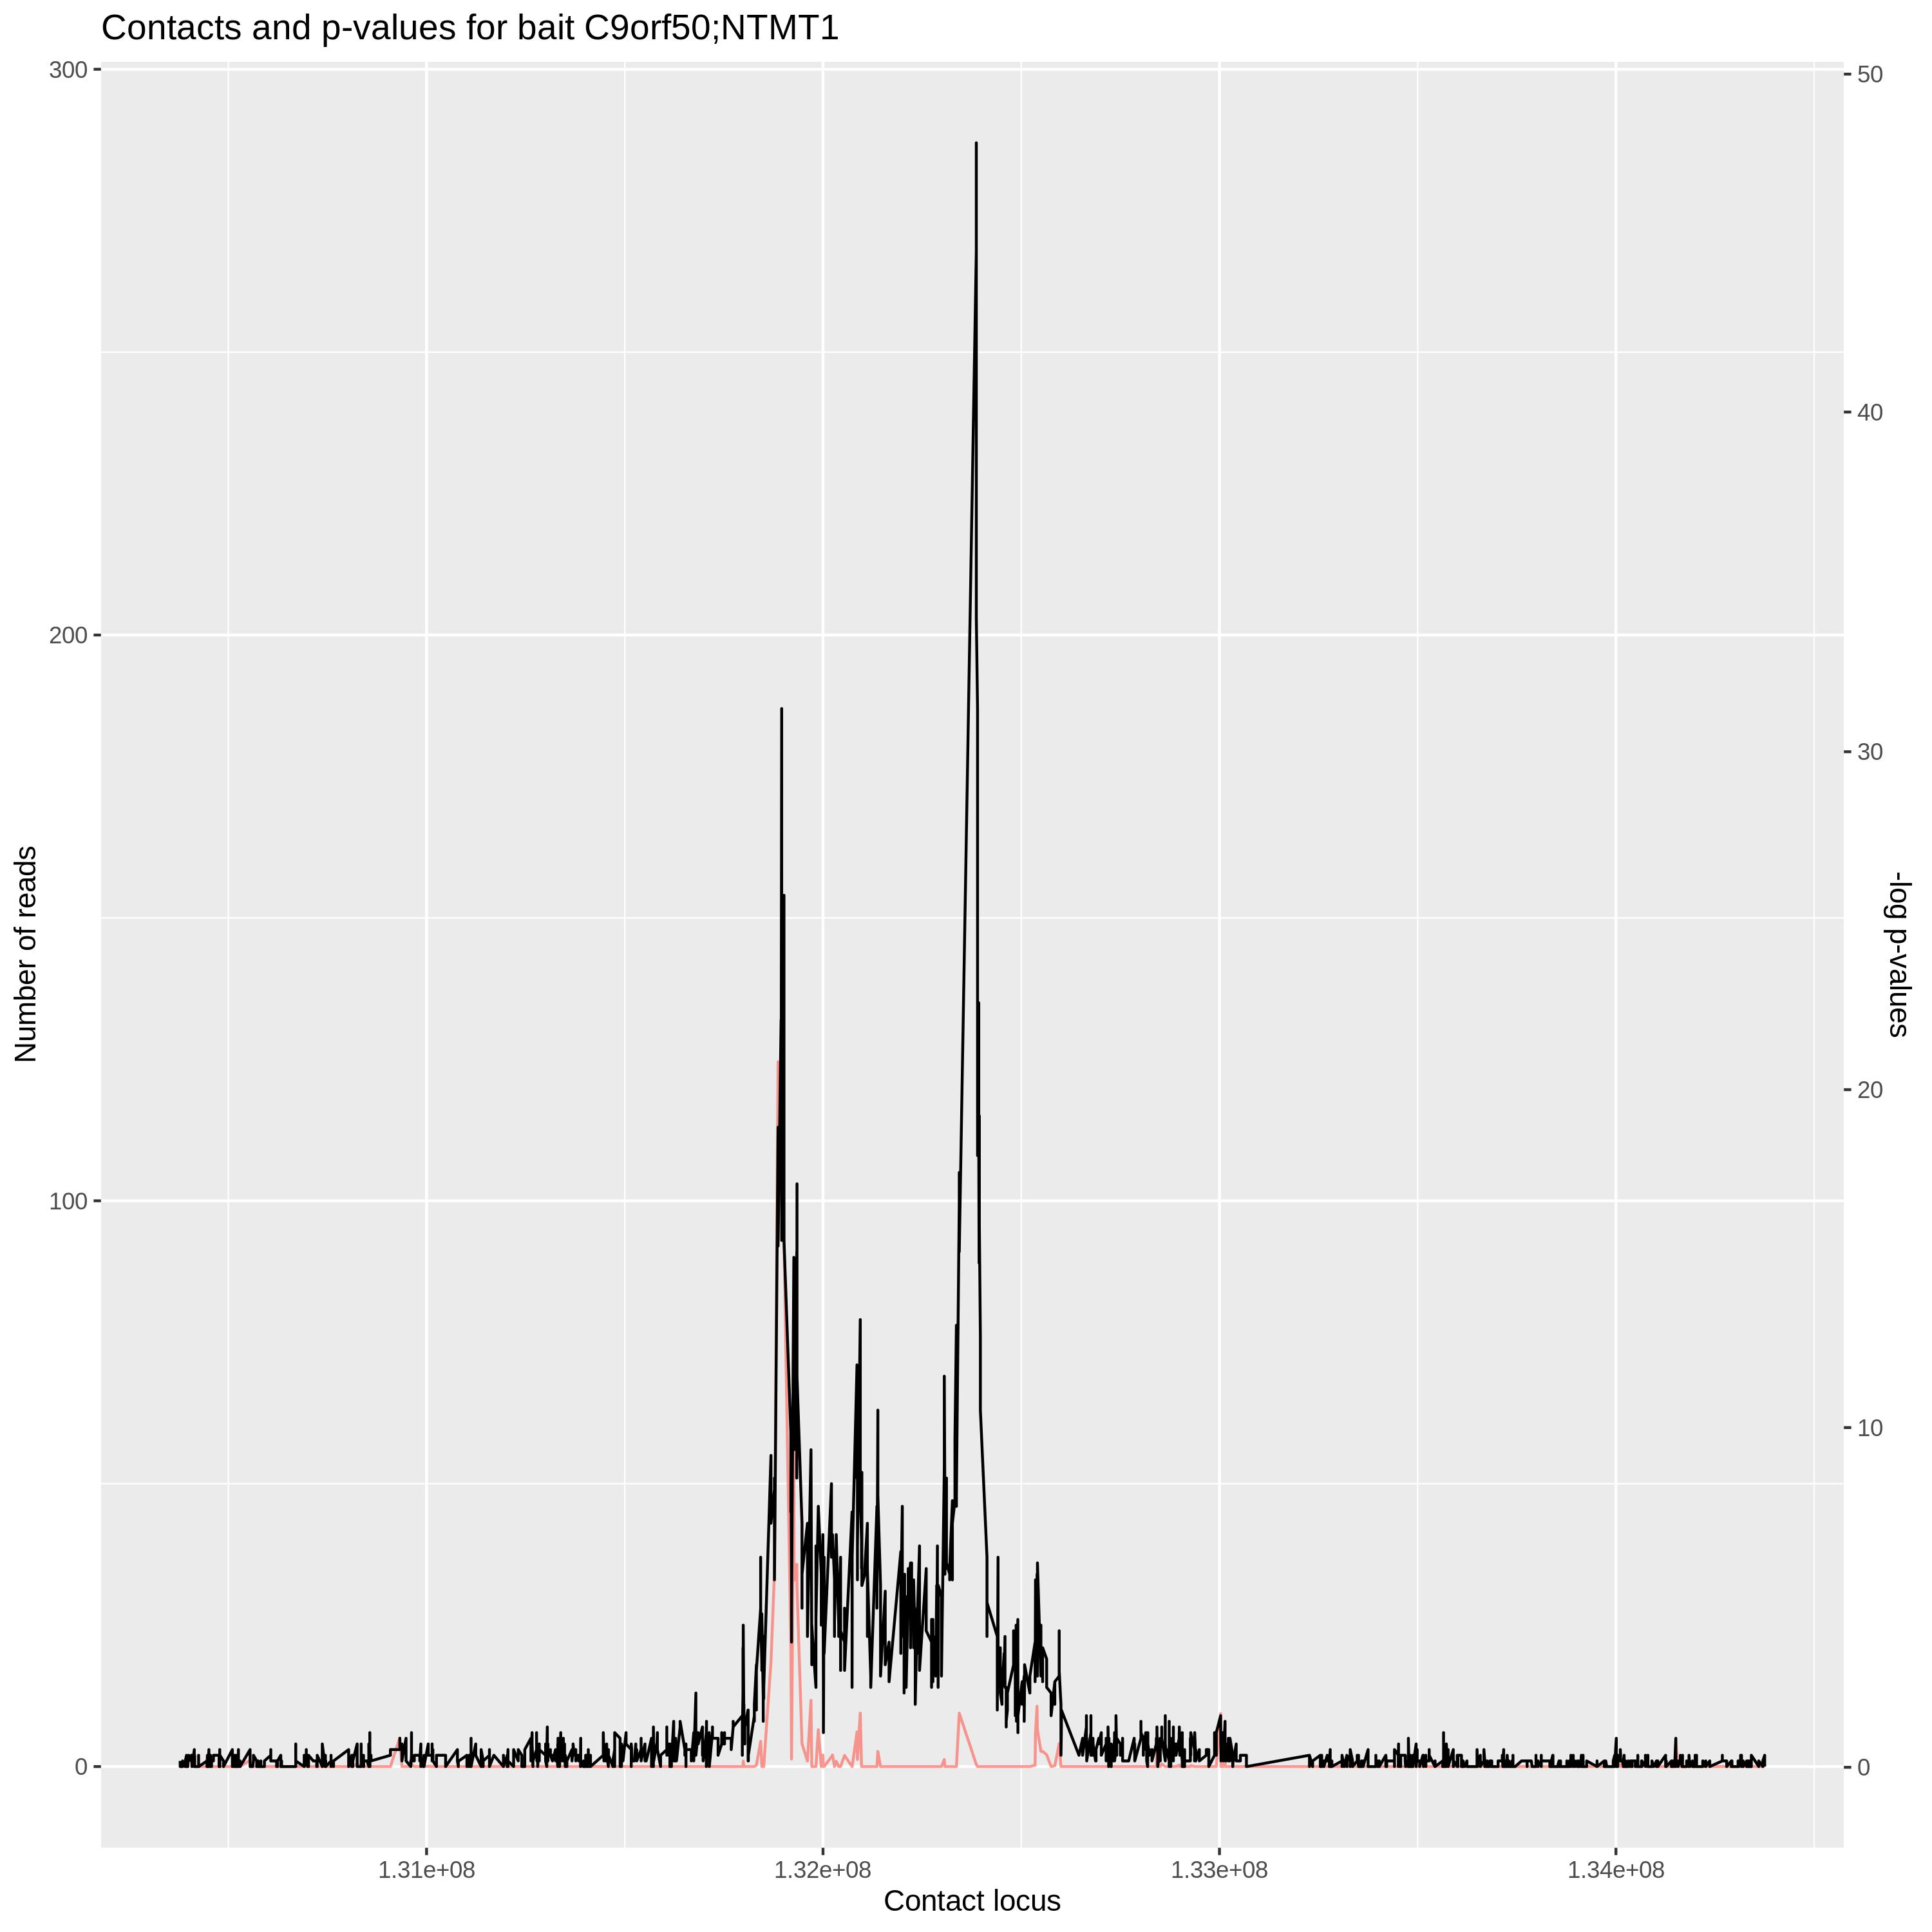 Contacts and p-values for bait C9orf50;NTMT1
300
200
100
0
Number of reads
50
40
30
20
10
0
-log p-values
1.31e+08
1.32e+08
1.33e+08
1.34e+08
Contact locus